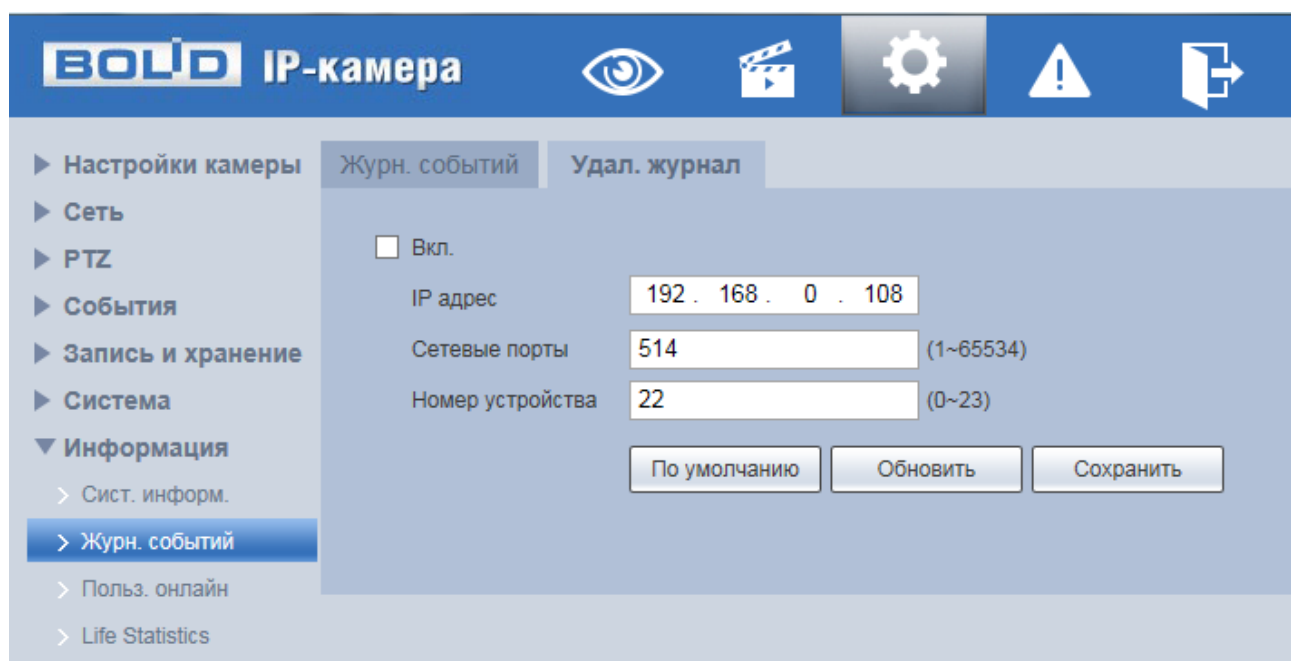 BOLID IP-камера
Настройки камеры
Сеть
PTZ
События
Запись и хранение
Система
Информация
Сист. информ.
Журн. событий
Польз. онлайн
Life Statistics
Журн. событий Удал. журнал
Вкл.
IP адрес 192 . 168 . 0 . 108
Сетевые порты 514 (1~65534)
Номер устройства 22 (0~23)
По умолчанию Обновить Сохранить